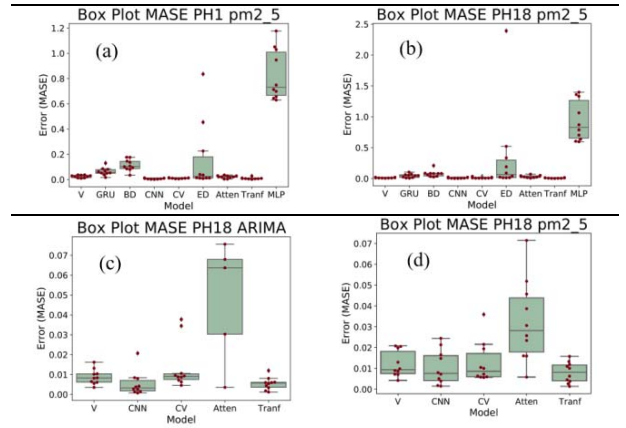 Box Plot MASE PH1 pm2_5
(a)
Error (MASE)
1.2
1.0
0.8
0.6
0.4
0.2
0.0
V GRU BD CNN CV ED Atten Tranf MLP
Model
Box Plot MASE PH18 pm2_5
(b)
Error (MASE)
2.5
2.0
1.5
1.0
0.5
0.0
V GRU BD CNN CV ED Atten Tranf MLP
Model
Box Plot MASE PH18 ARIMA
(c)
Error (MASE)
0.07
0.06
0.05
0.04
0.03
0.02
0.01
0.00
V CNN CV Atten Tranf
Model
Box Plot MASE PH18 pm2_5
(d)
Error (MASE)
0.07
0.06
0.05
0.04
0.03
0.02
0.01
0.00
V CNN CV Atten Tranf
Model